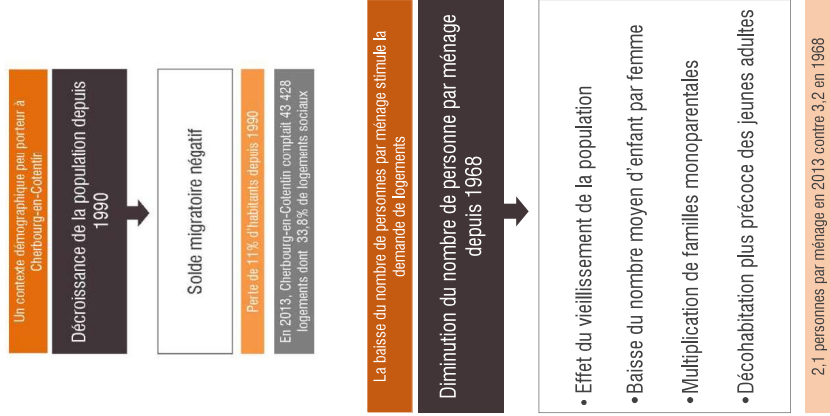 Un contexte démographique peu porteur à
Cherbourg-en-Cotentin
Décroissance de la population depuis
1990
Solde migratoire négatif
Perte de 11% d'habitants depuis 1990
En 2013, Cherbourg-en-Cotentin comptait 43 428
logements dont 33,8% de logements sociaux
La baisse du nombre de personnes par ménage stimule la
demande de logements
Diminution du nombre de personne par ménage
depuis 1968
• Effet du vieillissement de la population
• Baisse du nombre moyen d'enfant par femme
• Multiplication de familles monoparentales
• Décohabitation plus précoce des jeunes adultes
2,1 personnes par ménage en 2013 contre 3,2 en 1968